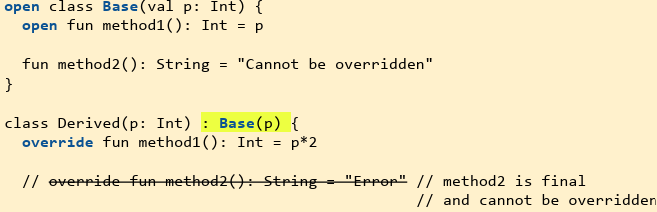 open class Base(val p: Int) {
  open fun method1(): Int = p

  fun method2(): String = "Cannot be overridden"
}

class Derived(p: Int) : Base(p) {
  override fun method1(): Int = p*2

  // override fun method2(): String = "Error" // method2 is final
                                              // and cannot be overridden